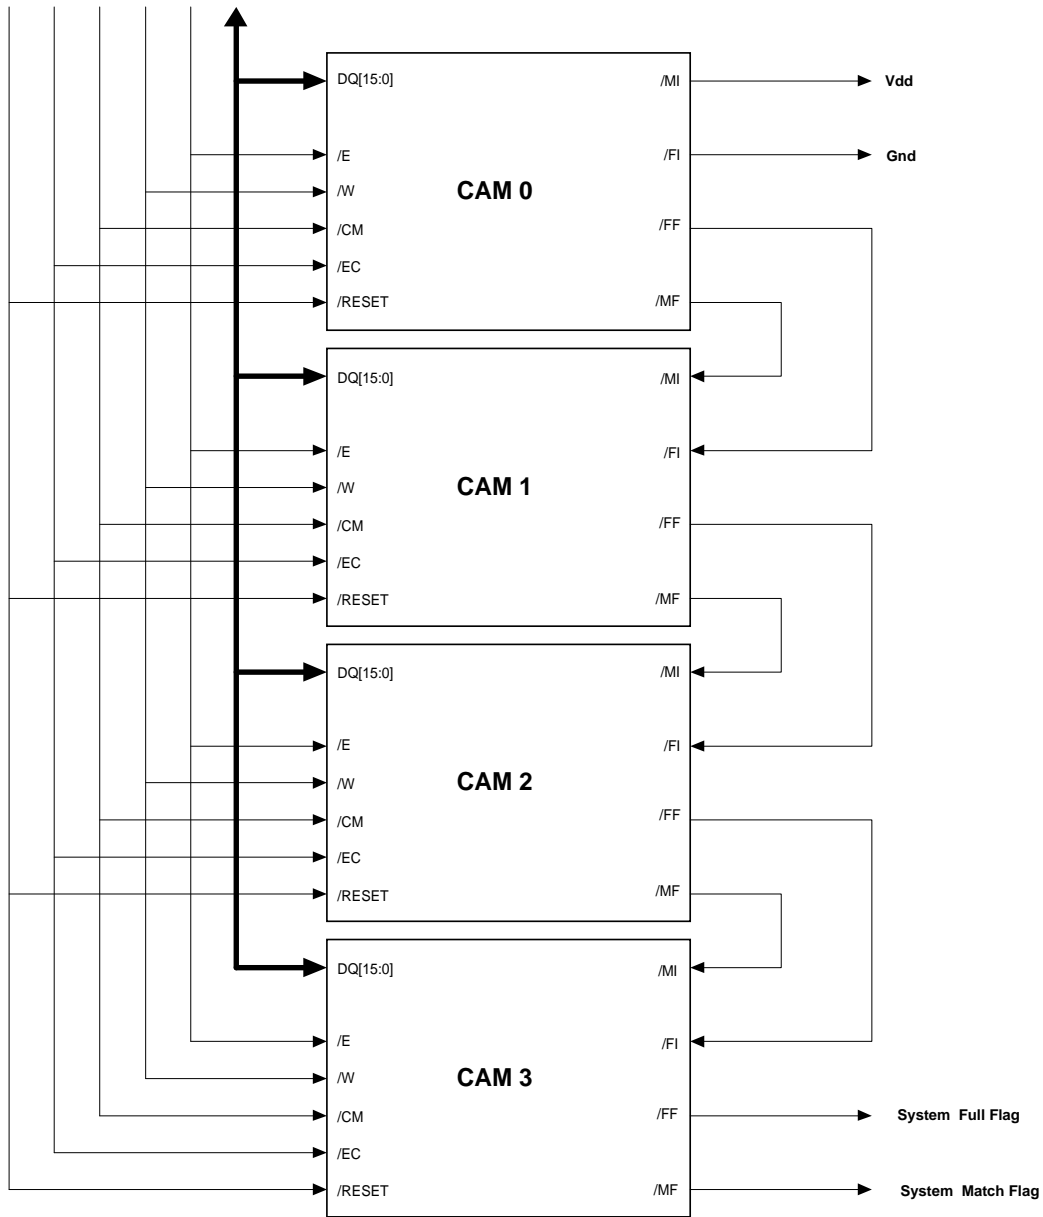 DQ[15:0] /MI Vdd
/E /FI Gnd
/W CAM 0
/CM /FF
/EC
/RESET /MF
DQ[15:0] /MI
/E /FI
/W CAM 1
/CM /FF
/EC
/RESET /MF
DQ[15:0] /MI
/E /FI
/W CAM 2
/CM /FF
/EC
/RESET /MF
DQ[15:0] /MI
/E /FI
/W CAM 3
/CM /FF System Full Flag
/EC
/RESET /MF System Match Flag